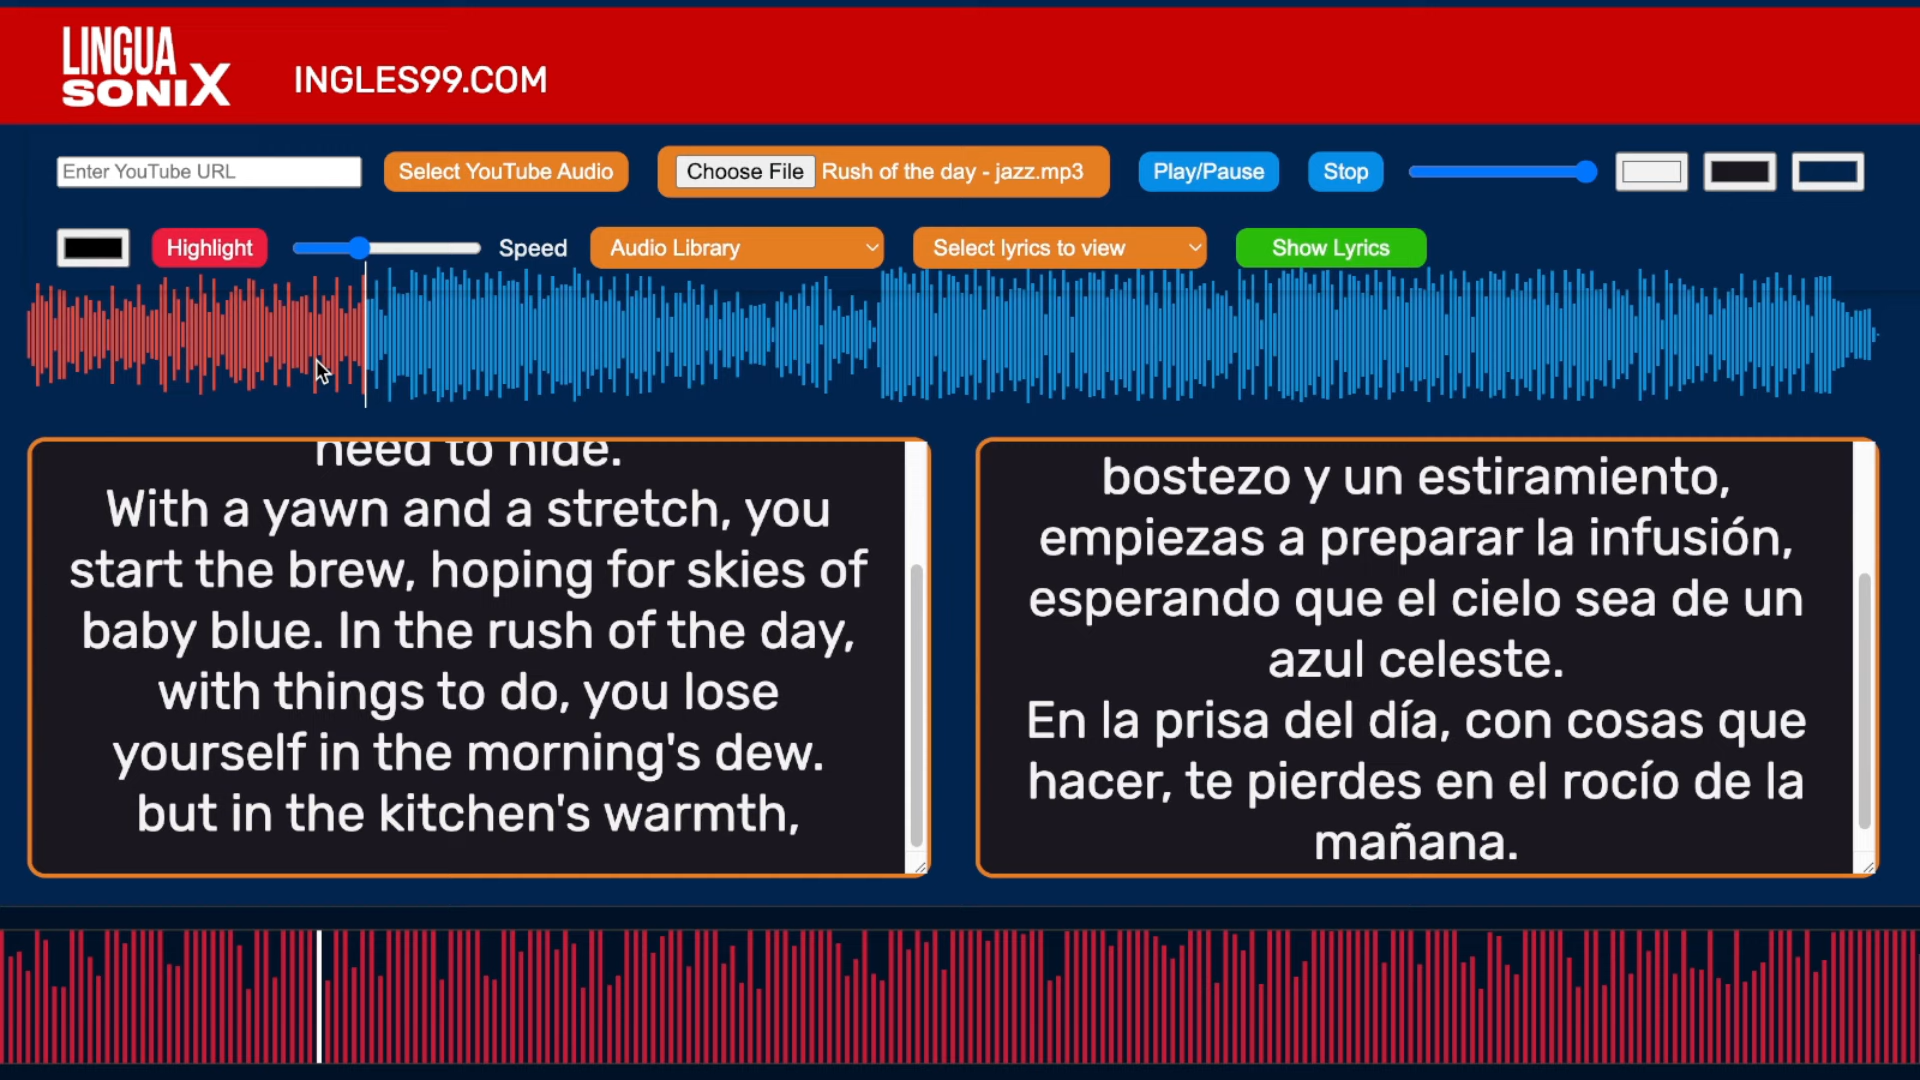 LINGUA
SONIX
INGLES99.COM
Enter YouTube URL
Select YouTube Audio
Choose File Rush of the day - jazz.mp3
Play/Pause
Stop
Highlight
Speed
Audio Library
Select lyrics to view
Show Lyrics
need to hide.
With a yawn and a stretch, you
start the brew, hoping for skies of
baby blue. In the rush of the day,
with things to do, you lose
yourself in the morning's dew.
but in the kitchen's warmth,
bostezo y un estiramiento,
empiezas a preparar la infusión,
esperando que el cielo sea de un
azul celeste.
En la prisa del día, con cosas que
hacer, te pierdes en el rocío de la
mañana.